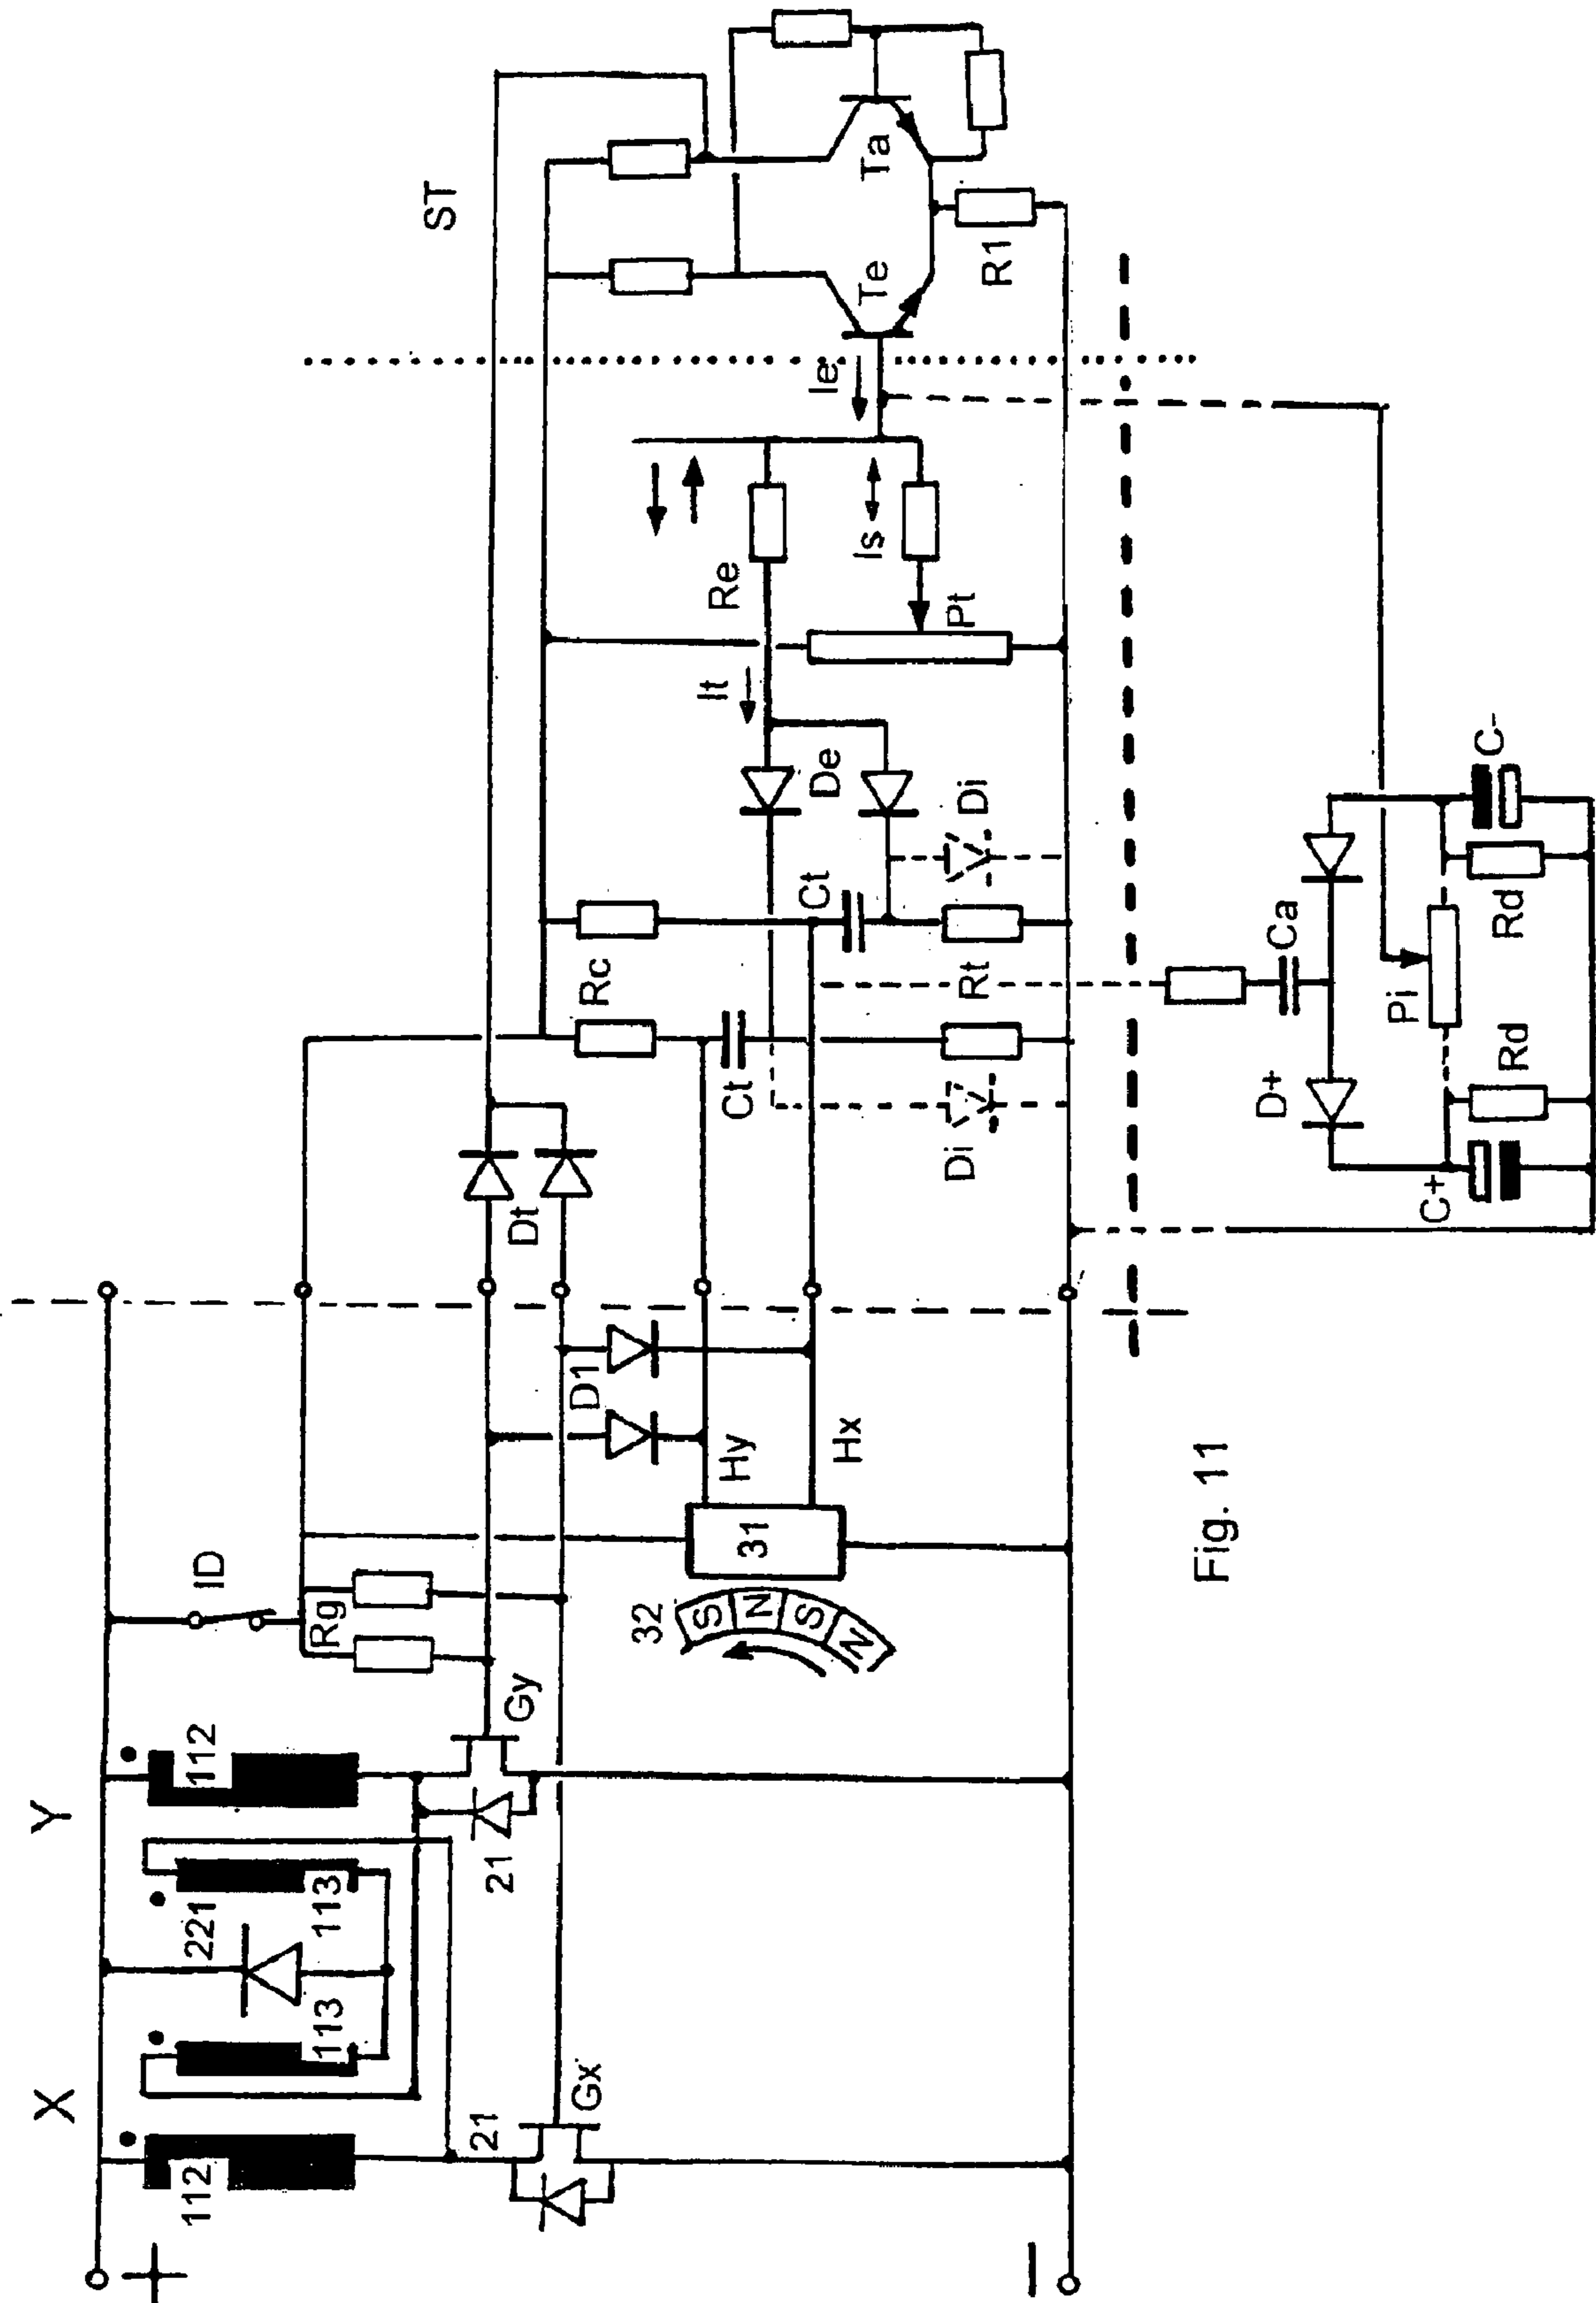 X
Y
112
113
221
113
112
21
21
Gx
Gy
+
−
ID
Rg
32
S
N
S
N
31
D1
Hy
Hx
Dt
Rc
Ct
Ct
Di
Di
Rt
De
It
Re
Pt
Is
Ie
ST
Te
Ta
R1
Ca
D+
C+
Rd
Pi
Rd
C-
Fig. 11